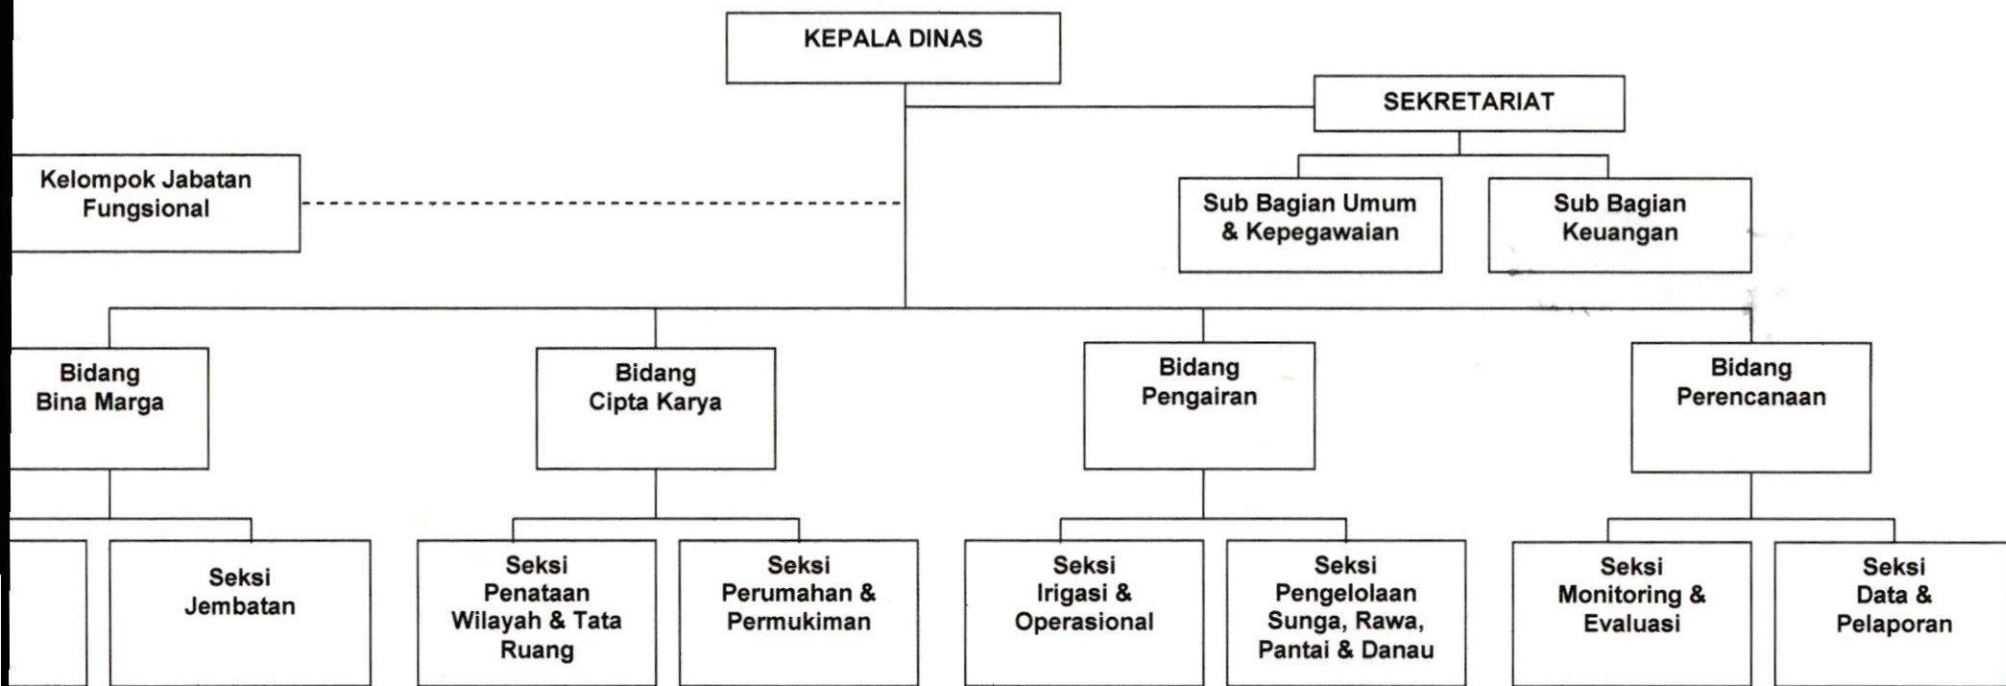 KEPALA DINAS
SEKRETARIAT
Kelompok Jabatan
Fungsional
Sub Bagian Umum
& Kepegawaian
Sub Bagian
Keuangan
Bidang
Bina Marga
Bidang
Cipta Karya
Bidang
Pengairan
Bidang
Perencanaan
Seksi
Jembatan
Seksi
Penataan
Wilayah & Tata
Ruang
Seksi
Perumahan &
Permukiman
Seksi
Irigasi &
Operasional
Seksi
Pengelolaan
Sunga, Rawa,
Pantai & Danau
Seksi
Monitoring &
Evaluasi
Seksi
Data &
Pelaporan